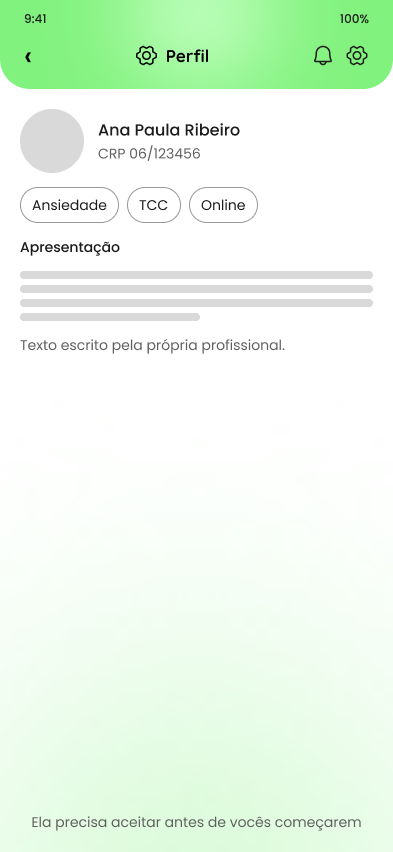 9:41
100%
‹
Perfil
Ana Paula Ribeiro
CRP 06/123456
Ansiedade
TCC
Online
Apresentação
Texto escrito pela própria profissional.
Ela precisa aceitar antes de vocês começarem